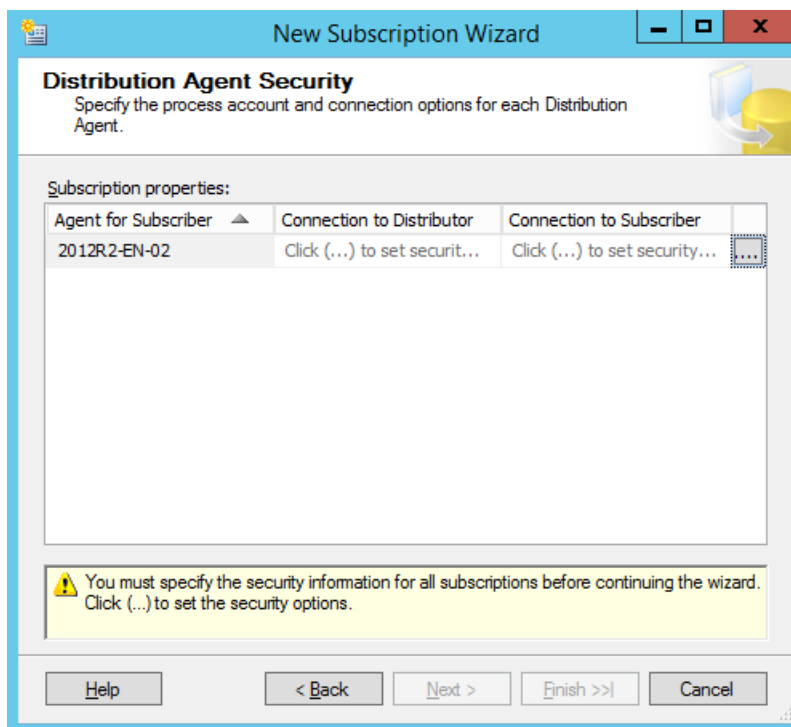 New Subscription Wizard
Distribution Agent Security
Specify the process account and connection options for each Distribution
Agent.
Subscription properties:
Agent for Subscriber Connection to Distributor Connection to Subscriber
2012R2-EN-02 Click (...) to set securit... Click (...) to set security... ....
You must specify the security information for all subscriptions before continuing the wizard.
Click (...) to set the security options.
Help < Back Next > Finish >>| Cancel